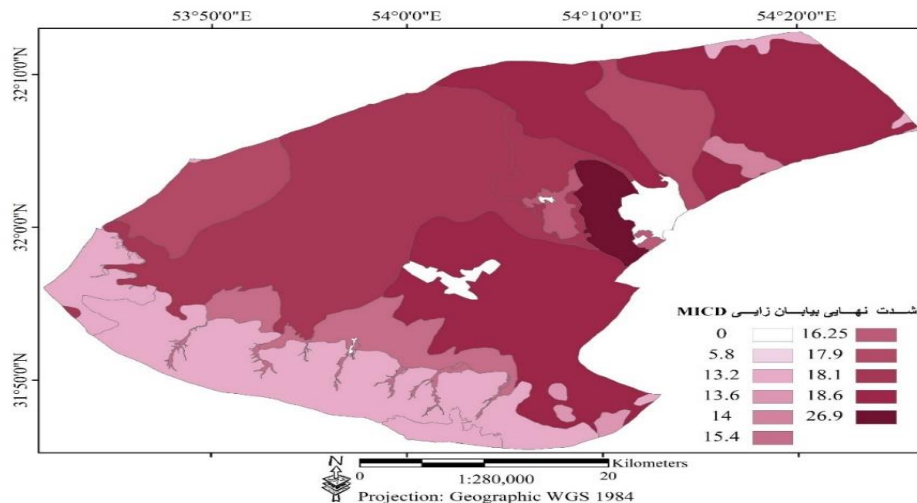 53°50'0"E 54°0'0"E 54°10'0"E 54°20'0"E
32°10'0"N
32°0'0"N
31°50'0"N
شدت نهایی بیابان زایی MICD
0 16.25
5.8 17.9
13.2 18.1
13.6 18.6
14 26.9
15.4
N
Kilometers
0 20
1:280,000
Projection: Geographic WGS 1984